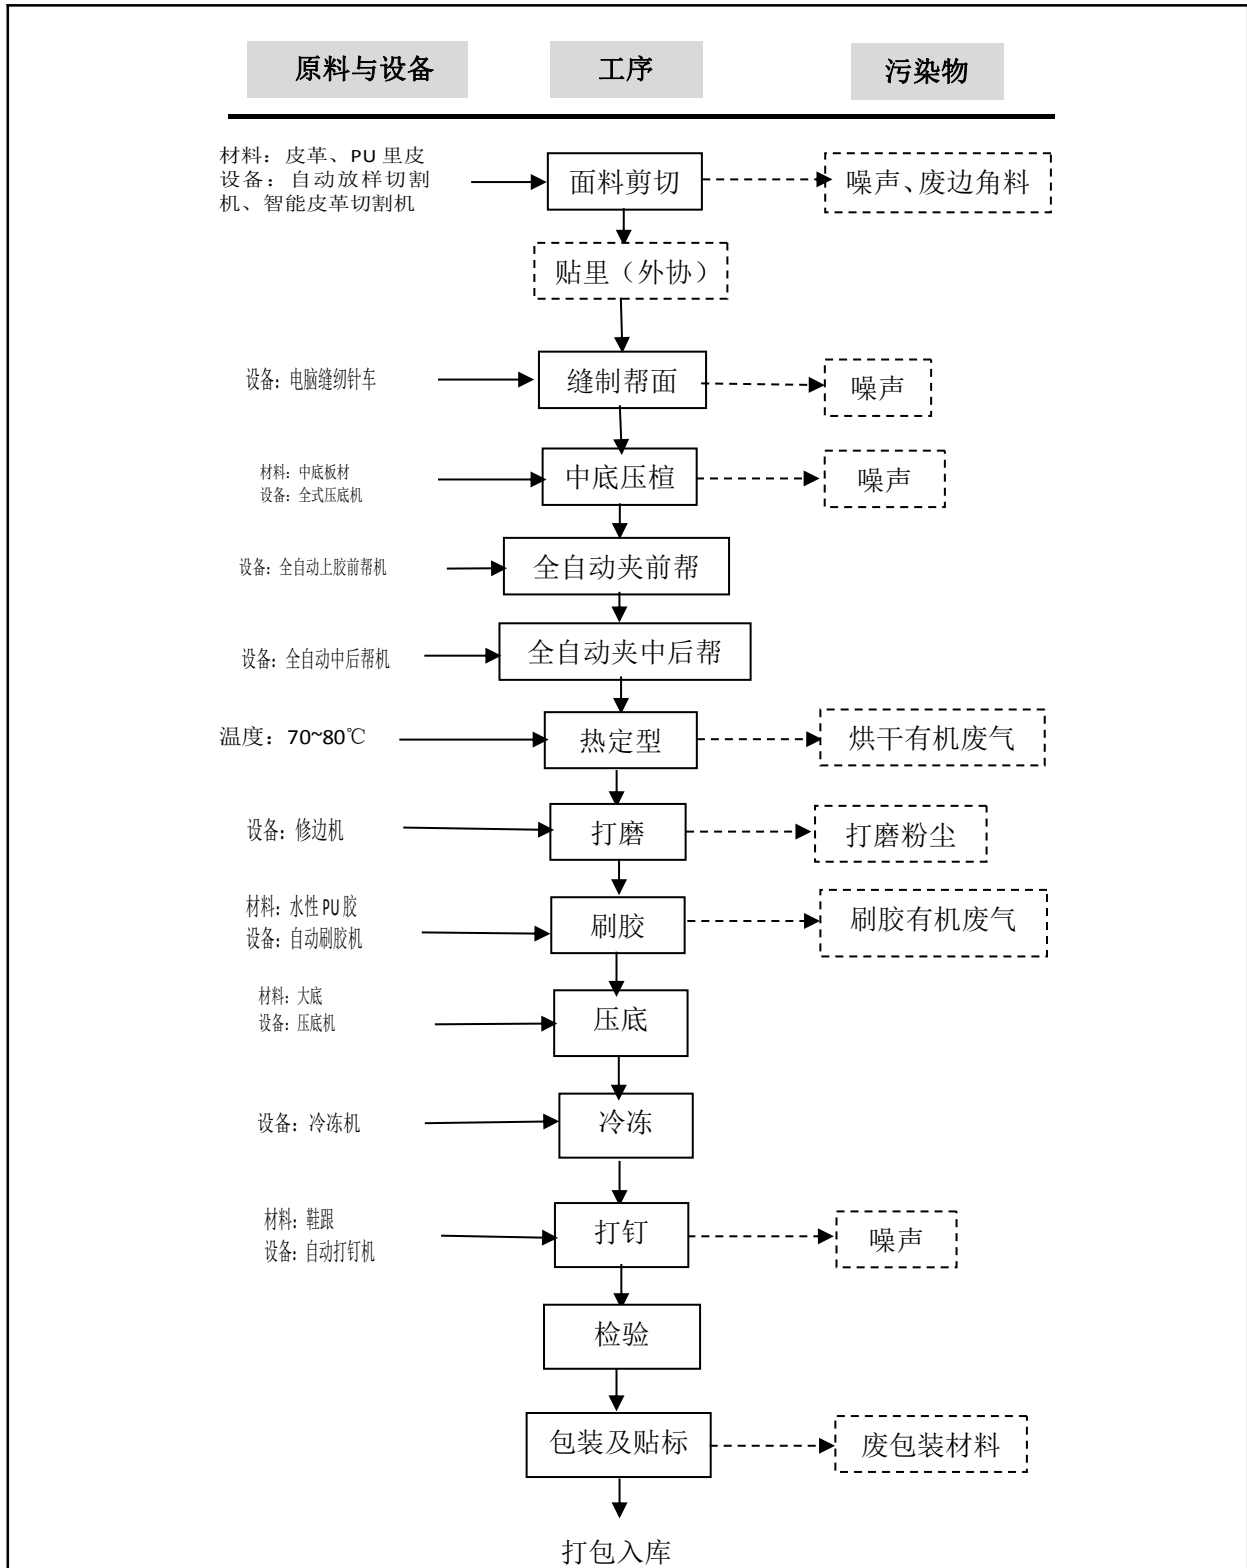 原料与设备 工序 污染物
材料：皮革、PU 里皮
设备：自动放样切割
机、智能皮革切割机
面料剪切
噪声、废边角料
贴里（外协）
设备：电脑缝纫针车
缝制帮面
噪声
材料：中底板材
设备：全式压底机
中底压楦
噪声
设备：全自动上胶前帮机
全自动夹前帮
设备：全自动中后帮机
全自动夹中后帮
温度：70~80℃
热定型
烘干有机废气
设备：修边机
打磨
打磨粉尘
材料：水性 PU 胶
设备：自动刷胶机
刷胶
刷胶有机废气
材料：大底
设备：压底机
压底
设备：冷冻机
冷冻
材料：鞋跟
设备：自动打钉机
打钉
噪声
检验
包装及贴标
废包装材料
打包入库